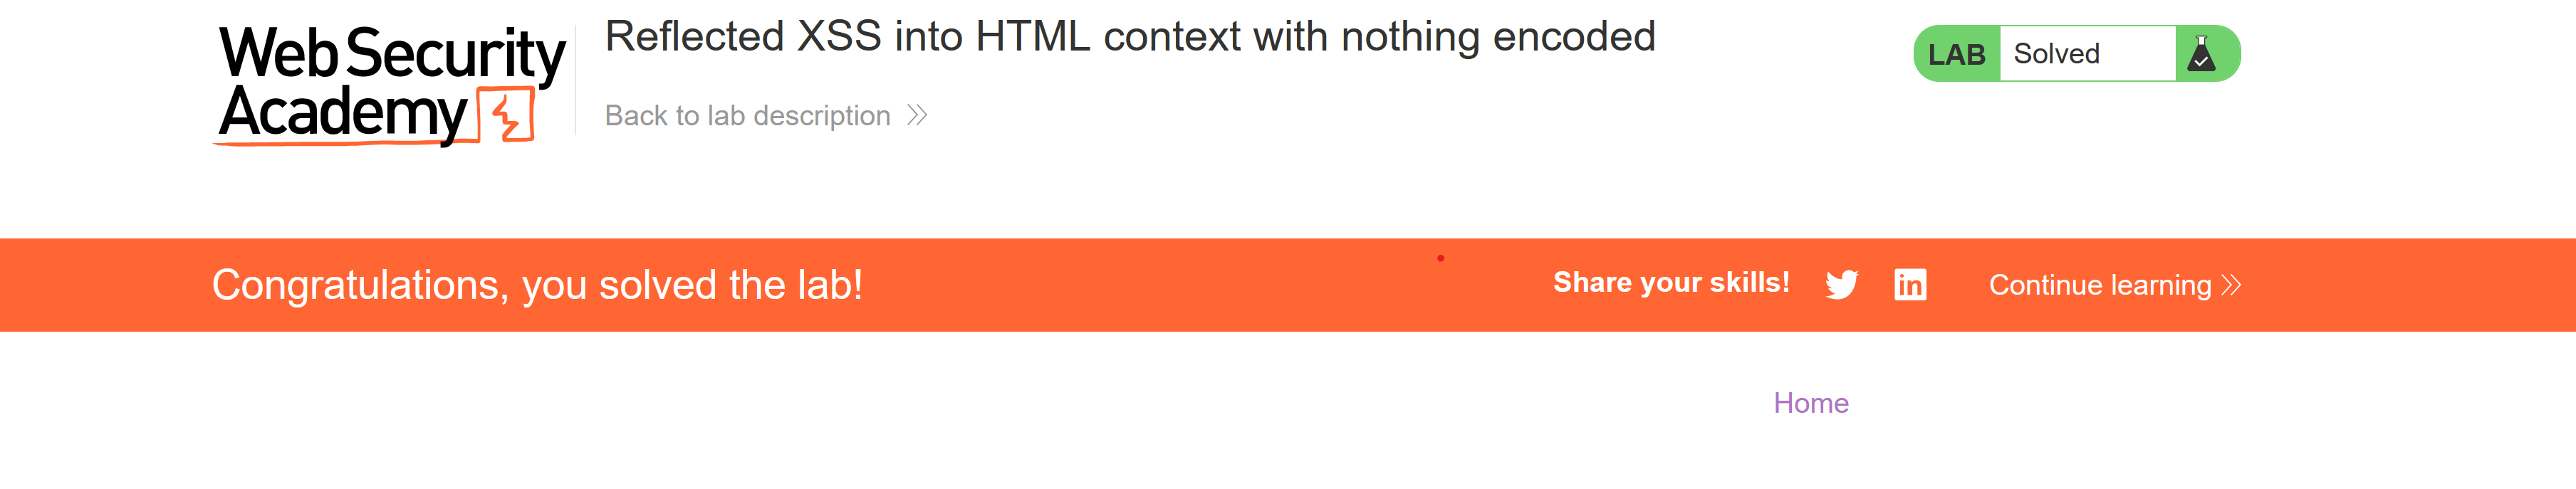 Web Security
Academy
Reflected XSS into HTML context with nothing encoded
Back to lab description
LAB Solved
Congratulations, you solved the lab!
Share your skills!
Continue learning
Home